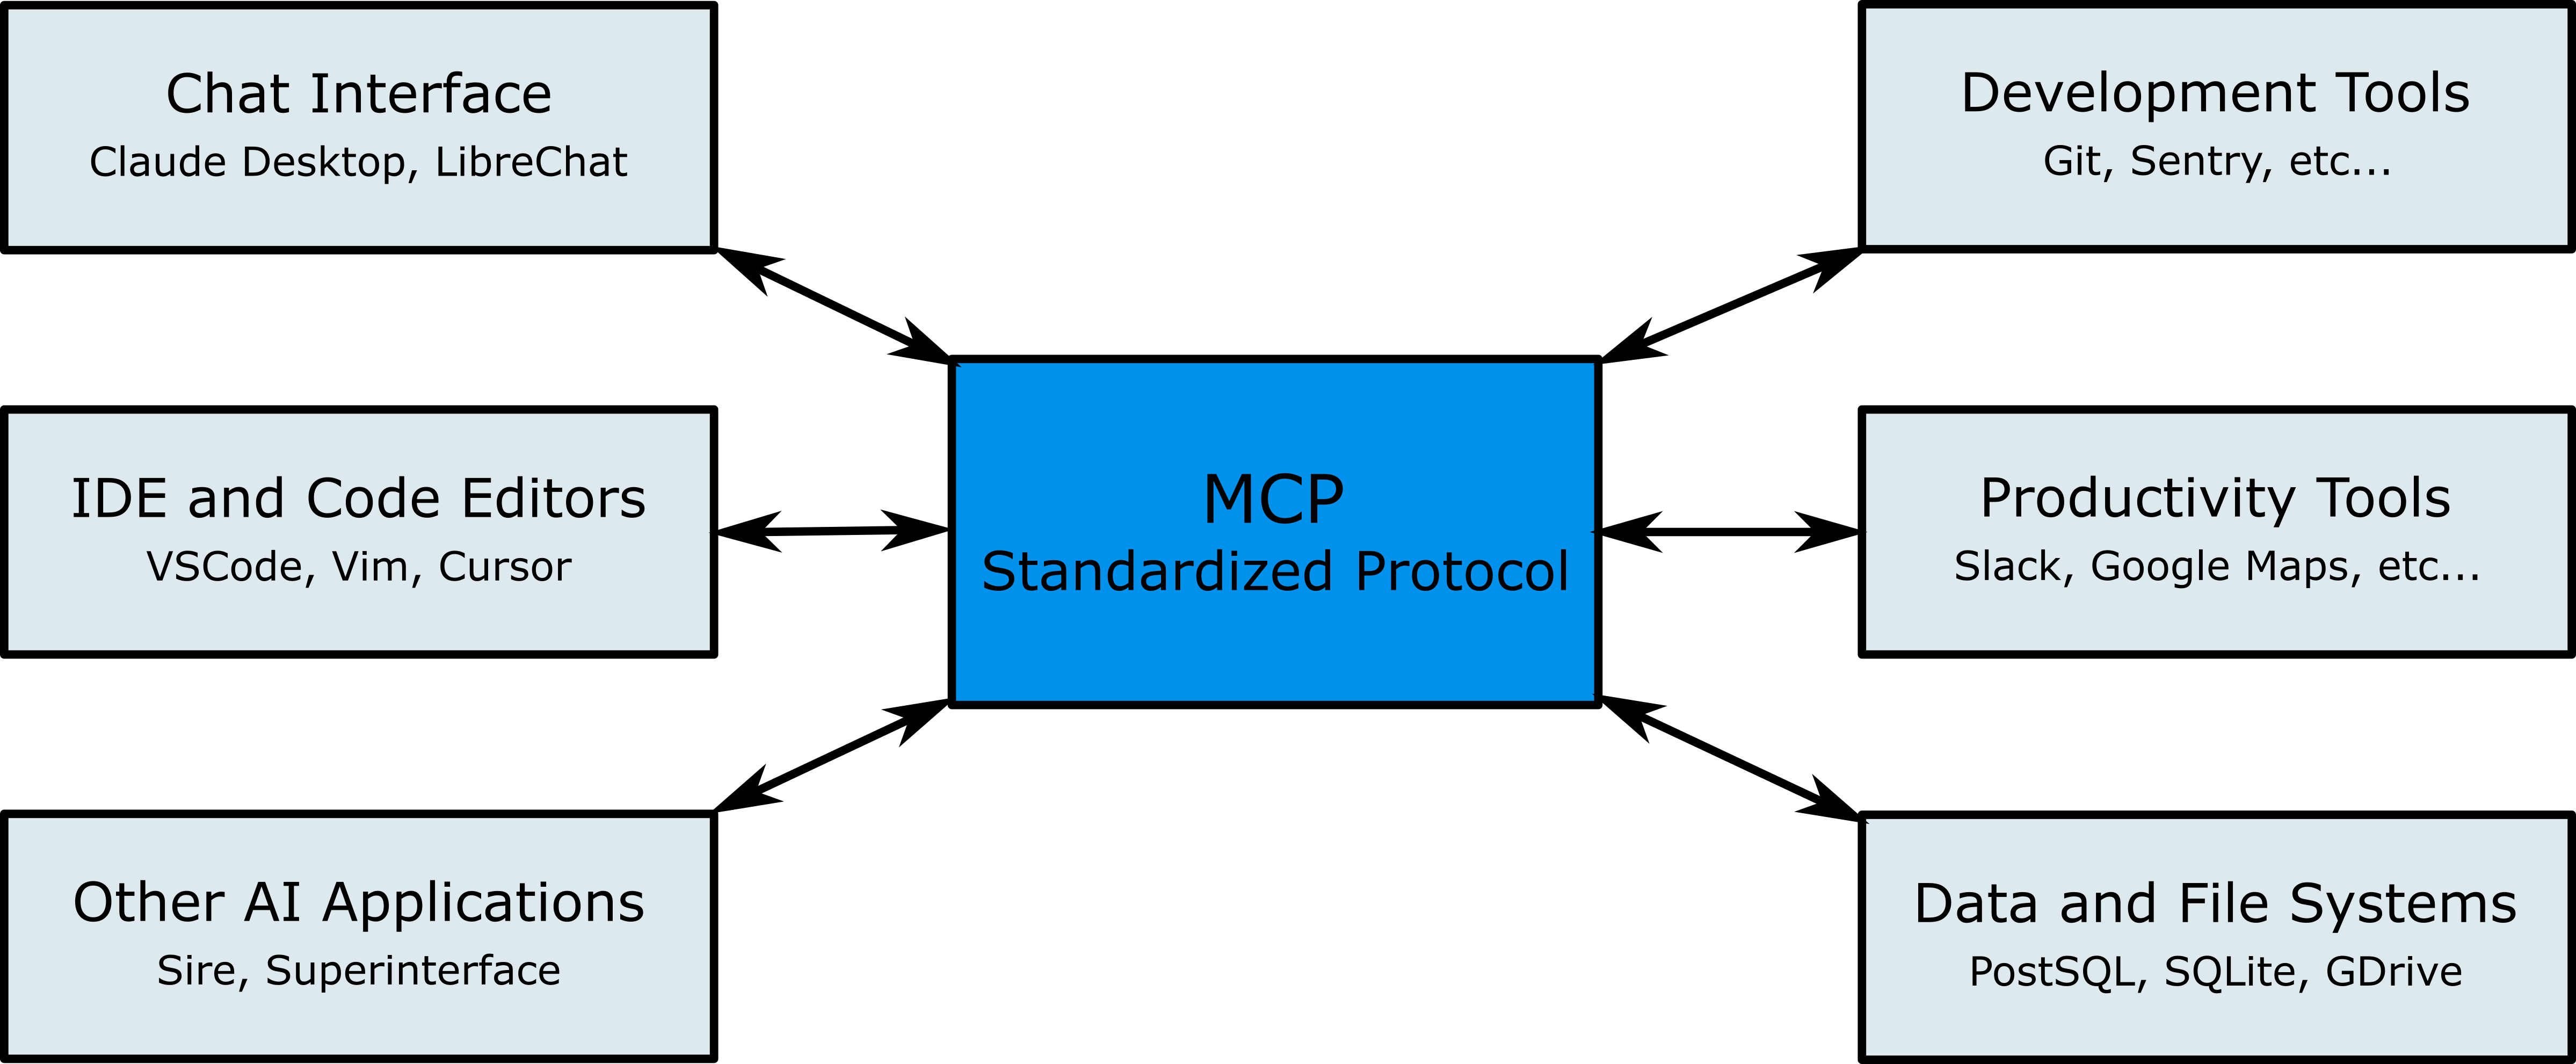 Chat Interface
Claude Desktop, LibreChat
IDE and Code Editors
VSCode, Vim, Cursor
Other AI Applications
Sire, Superinterface
MCP
Standardized Protocol
Development Tools
Git, Sentry, etc...
Productivity Tools
Slack, Google Maps, etc...
Data and File Systems
PostSQL, SQLite, GDrive